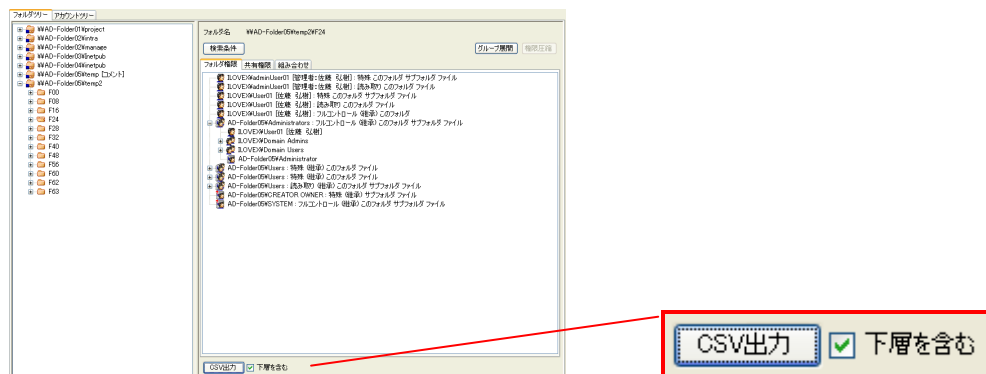 フォルダツリー アカウントツリー
¥¥AD-Folder01¥project
¥¥AD-Folder02¥intra
¥¥AD-Folder02¥manage
¥¥AD-Folder03¥inetpub
¥¥AD-Folder04¥inetpub
¥¥AD-Folder05¥temp [コメント]
¥¥AD-Folder05¥temp2
F00
F08
F16
F24
F28
F32
F40
F48
F56
F60
F62
F63
フォルダ名 ¥¥AD-Folder05¥temp2¥F24
検索条件 グループ展開 権限圧縮
フォルダ権限 共有権限 組み合わせ
ILOVEX¥adminUser01 [管理者:佐藤 弘樹] : 特殊 このフォルダ サブフォルダ ファイル
ILOVEX¥adminUser01 [管理者:佐藤 弘樹] : 読み取り このフォルダ サブフォルダ ファイル
ILOVEX¥User01 [佐藤 弘樹] : 特殊 このフォルダ サブフォルダ ファイル
ILOVEX¥User01 [佐藤 弘樹] : 読み取り このフォルダ サブフォルダ ファイル
ILOVEX¥User01 [佐藤 弘樹] : フルコントロール (継承) このフォルダ
AD-Folder05¥Administrators : フルコントロール (継承) このフォルダ サブフォルダ ファイル
ILOVEX¥User01 [佐藤 弘樹]
ILOVEX¥Domain Admins
ILOVEX¥Domain Users
AD-Folder05¥Administrator
AD-Folder05¥Users : 特殊 (継承) このフォルダ ファイル
AD-Folder05¥Users : 特殊 (継承) このフォルダ ファイル
AD-Folder05¥Users : 読み取り (継承) このフォルダ サブフォルダ ファイル
AD-Folder05¥CREATOR OWNER : 特殊 (継承) サブフォルダ ファイル
AD-Folder05¥SYSTEM : フルコントロール (継承) このフォルダ サブフォルダ ファイル
CSV出力 下層を含む
CSV出力 下層を含む